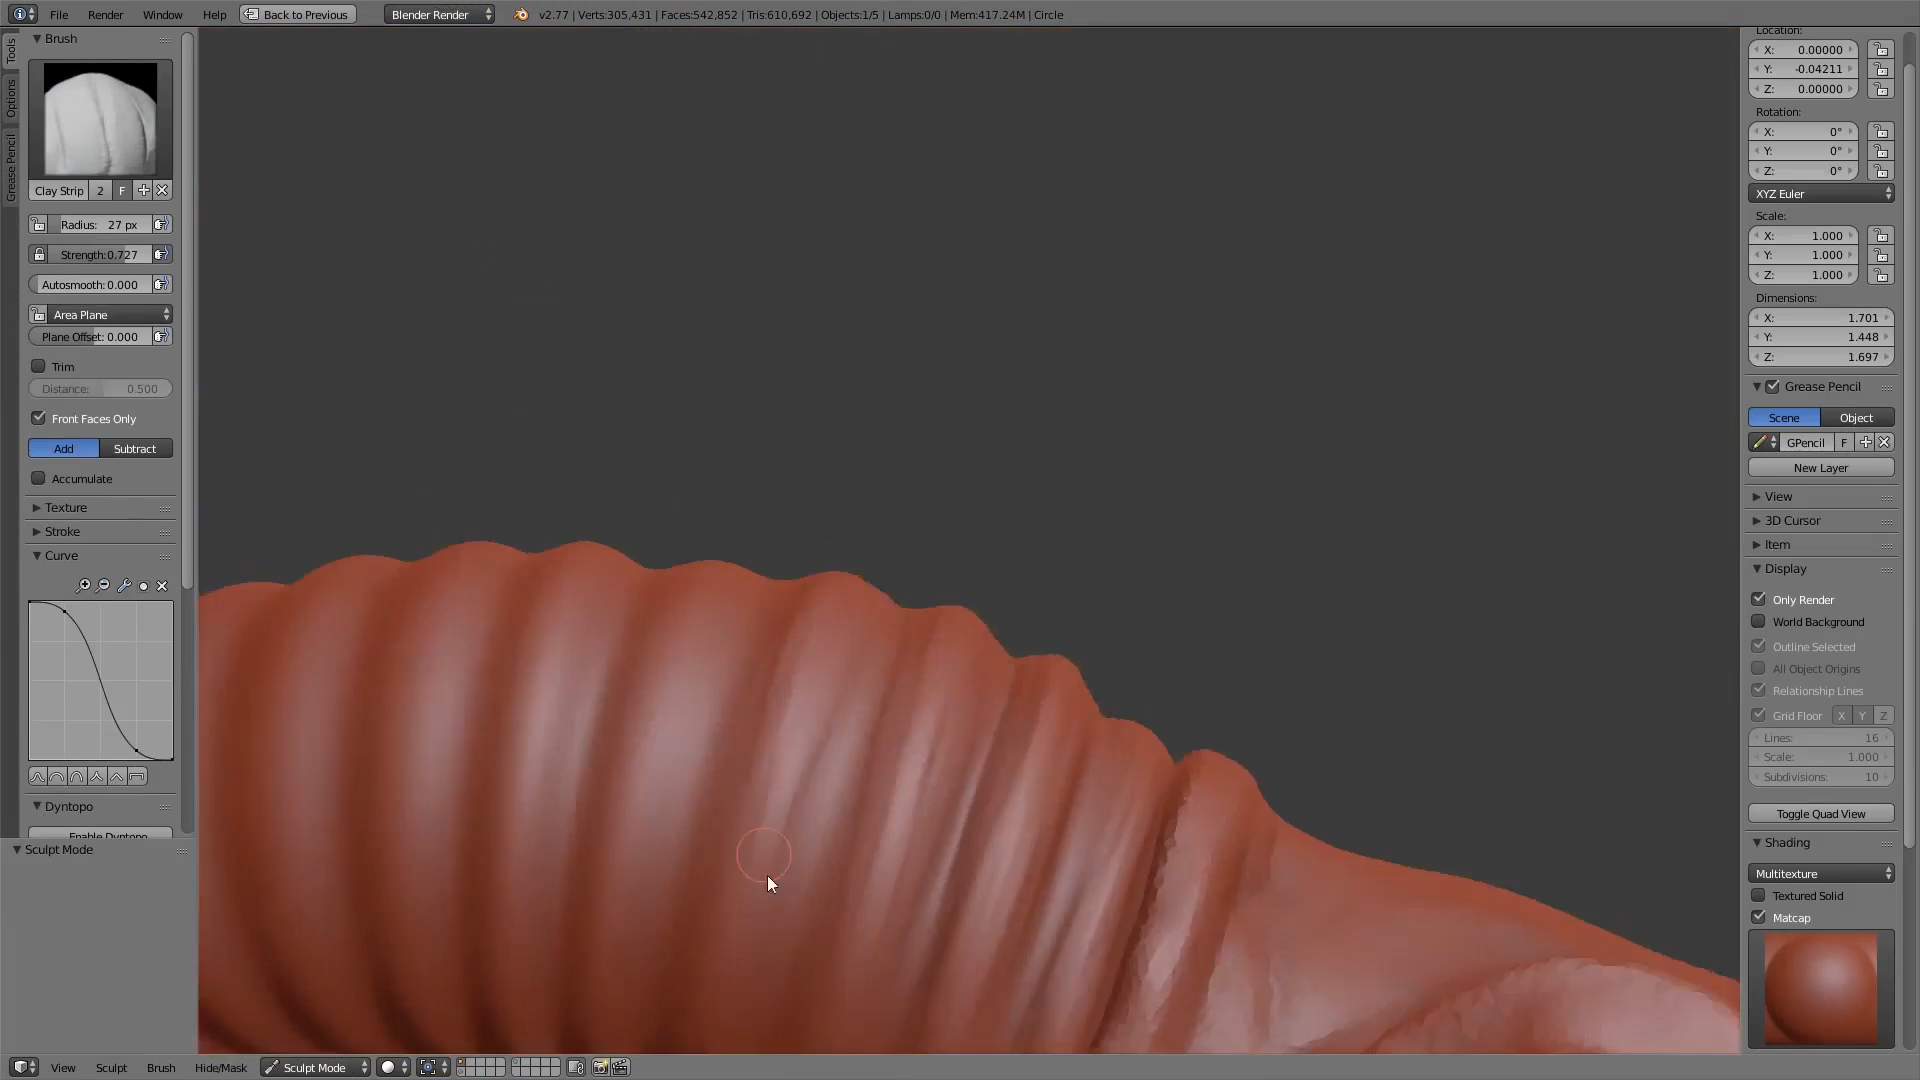 File Render Window Help Back to Previous Blender Render v2.77 | Verts:305,431 | Faces:542,852 | Tris:610,692 | Objects:1/5 | Lamps:0/0 | Mem:417.24M | Circle
Tools
Options
Grease Pencil
Brush
Clay Strip 2 F
Radius: 27 px
Strength:0.727
Autosmooth: 0.000
Area Plane
Plane Offset: 0.000
Trim
Distance: 0.500
Front Faces Only
Add Subtract
Accumulate
Texture
Stroke
Curve
Dyntopo
Enable Dyntopo
Sculpt Mode
Location:
X: 0.00000
Y: -0.04211
Z: 0.00000
Rotation:
X: 0°
Y: 0°
Z: 0°
XYZ Euler
Scale:
X: 1.000
Y: 1.000
Z: 1.000
Dimensions:
X: 1.701
Y: 1.448
Z: 1.697
Grease Pencil
Scene Object
GPencil F
New Layer
View
3D Cursor
Item
Display
Only Render
World Background
Outline Selected
All Object Origins
Relationship Lines
Grid Floor X Y Z
Lines: 16
Scale: 1.000
Subdivisions: 10
Toggle Quad View
Shading
Multitexture
Textured Solid
Matcap
View Sculpt Brush Hide/Mask Sculpt Mode